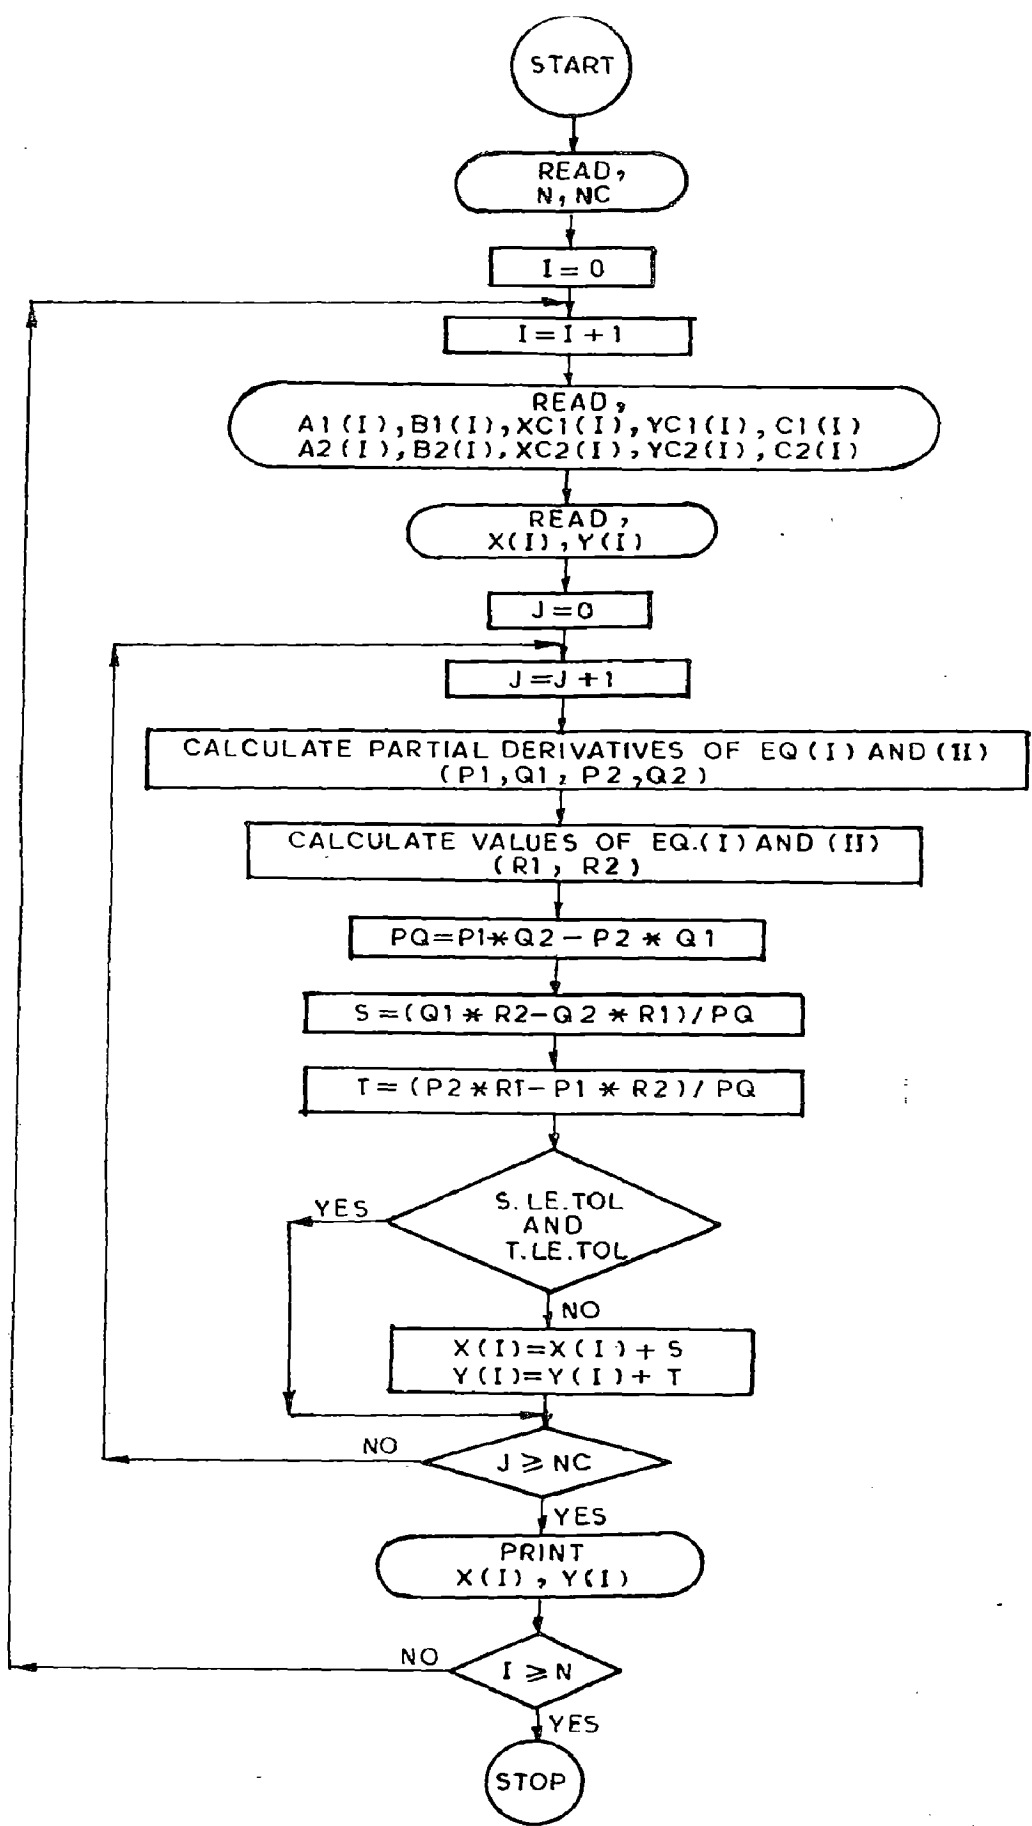 START
READ,
N, NC
I = 0
I = I + 1
READ,
A1(I), B1(I), XC1(I), YC1(I), C1(I)
A2(I), B2(I), XC2(I), YC2(I), C2(I)
READ,
X(I), Y(I)
J = 0
J = J + 1
CALCULATE PARTIAL DERIVATIVES OF EQ(I) AND (II)
(P1, Q1, P2, Q2)
CALCULATE VALUES OF EQ.(I) AND (II)
(R1, R2)
PQ=P1*Q2 - P2 * Q1
S = (Q1 * R2 - Q2 * R1) / PQ
T = (P2 * R1 - P1 * R2) / PQ
YES
S. LE. TOL
AND
T. LE. TOL
NO
X(I) = X(I) + S
Y(I) = Y(I) + T
NO
J ⩾ NC
YES
PRINT
X(I), Y(I)
NO
I ⩾ N
YES
STOP